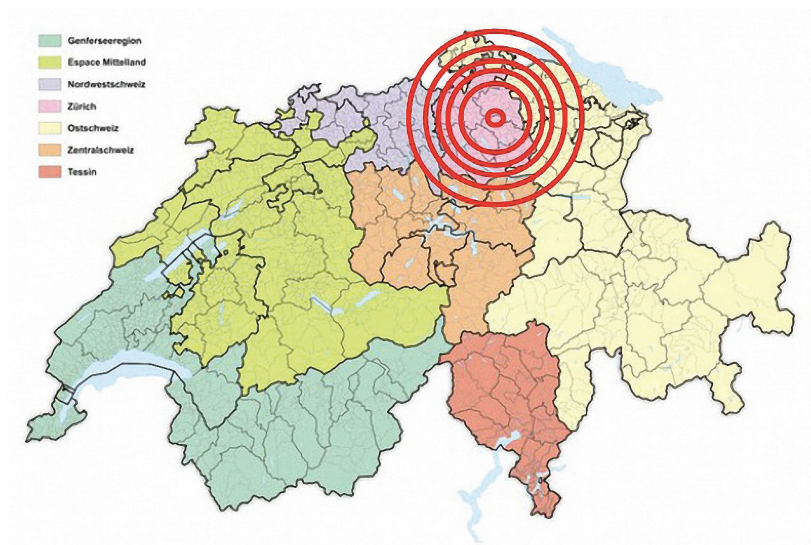 Genferseeregion
Espace Mittelland
Nordwestschweiz
Zürich
Ostschweiz
Zentralschweiz
Tessin